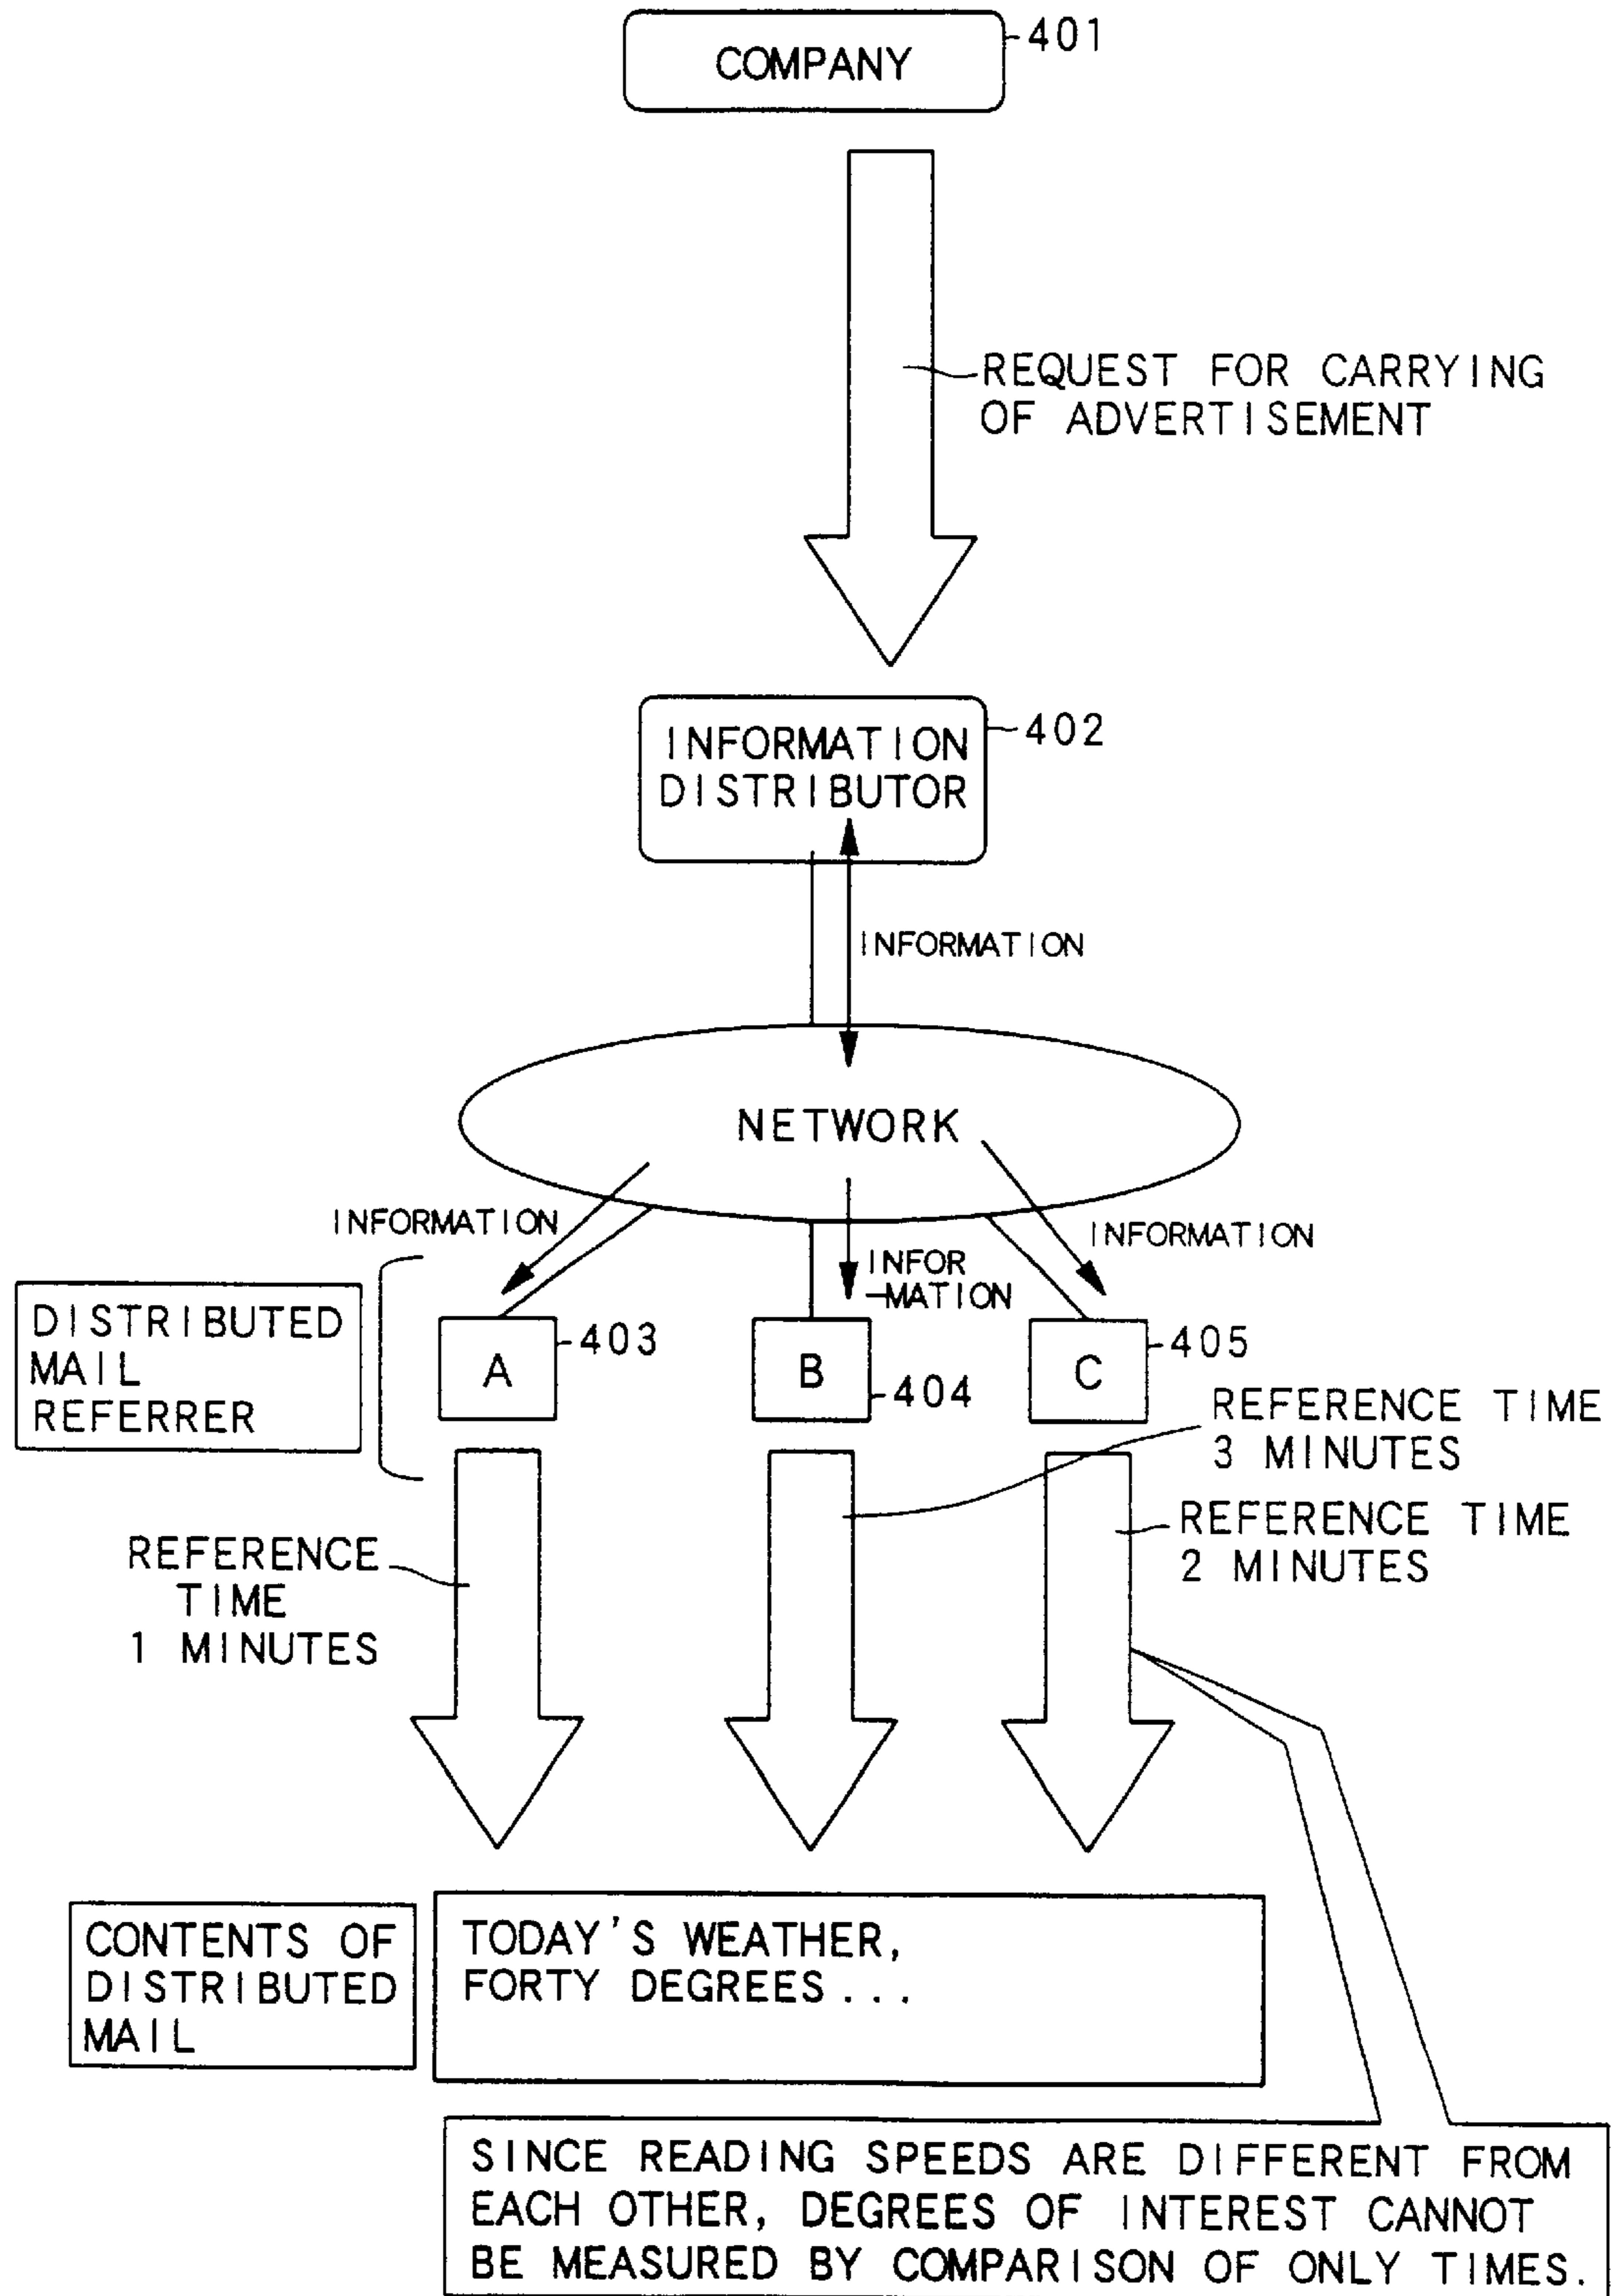 COMPANY
401
REQUEST FOR CARRYING
OF ADVERTISEMENT
INFORMATION
DISTRIBUTOR
402
INFORMATION
NETWORK
INFORMATION
INFOR
-MATION
INFORMATION
DISTRIBUTED
MAIL
REFERRER
A
403
B
404
C
405
REFERENCE TIME
3 MINUTES
REFERENCE TIME
2 MINUTES
REFERENCE
TIME
1 MINUTES
CONTENTS OF
DISTRIBUTED
MAIL
TODAY'S WEATHER,
FORTY DEGREES...
SINCE READING SPEEDS ARE DIFFERENT FROM
EACH OTHER, DEGREES OF INTEREST CANNOT
BE MEASURED BY COMPARISON OF ONLY TIMES.